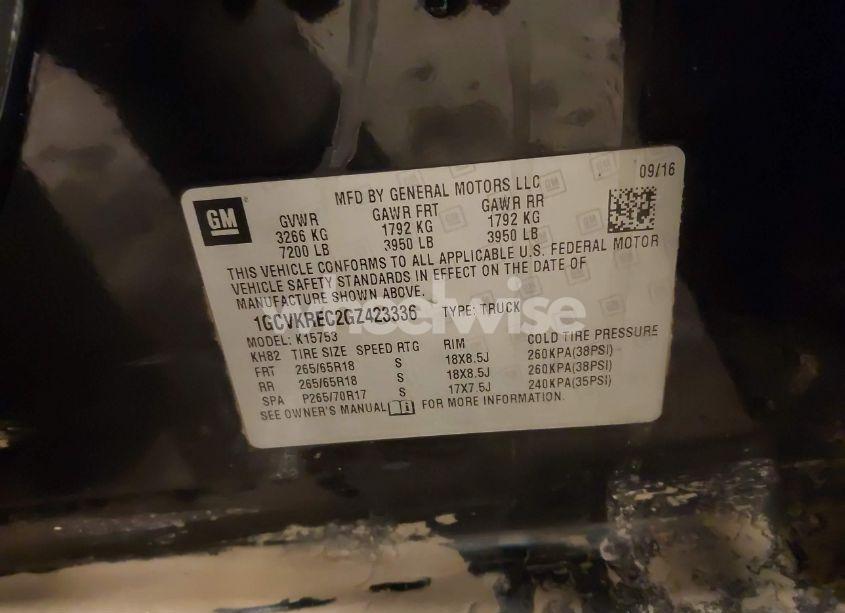 GM
MFD BY GENERAL MOTORS LLC
09/16
GVWR GAWR FRT GAWR RR
3266 KG 1792 KG 1792 KG
7200 LB 3950 LB 3950 LB
THIS VEHICLE CONFORMS TO ALL APPLICABLE U.S. FEDERAL MOTOR
VEHICLE SAFETY STANDARDS IN EFFECT ON THE DATE OF
MANUFACTURE SHOWN ABOVE.
1GCVKREC2GZ423336 TYPE: TRUCK
MODEL: K15753
KH82 TIRE SIZE SPEED RTG RIM COLD TIRE PRESSURE
FRT 265/65R18 S 18X8.5J 260KPA(38PSI)
RR 265/65R18 S 18X8.5J 260KPA(38PSI)
SPA P265/70R17 S 17X7.5J 240KPA(35PSI)
SEE OWNER'S MANUAL FOR MORE INFORMATION.